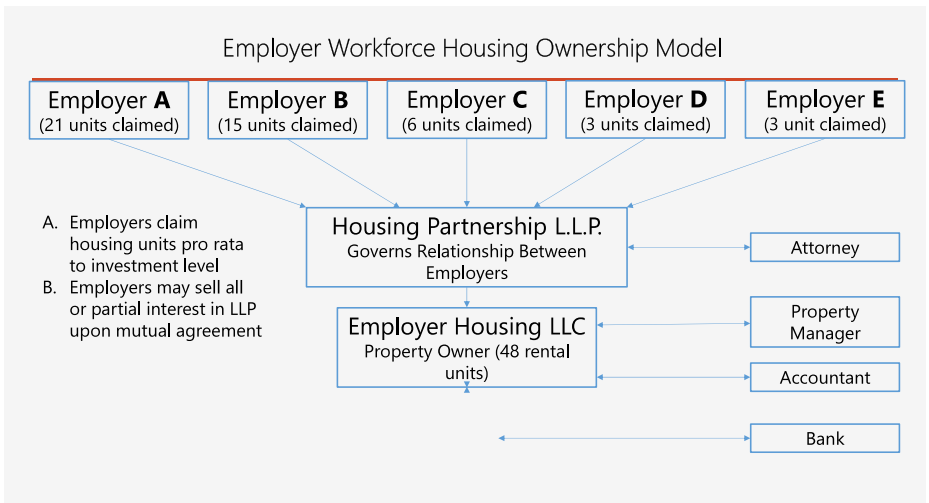 Employer Workforce Housing Ownership Model
Employer A
(21 units claimed)
Employer B
(15 units claimed)
Employer C
(6 units claimed)
Employer D
(3 units claimed)
Employer E
(3 unit claimed)
A. Employers claim
housing units pro rata
to investment level
B. Employers may sell all
or partial interest in LLP
upon mutual agreement
Housing Partnership L.L.P.
Governs Relationship Between
Employers
Attorney
Employer Housing LLC
Property Owner (48 rental
units)
Property
Manager
Accountant
Bank